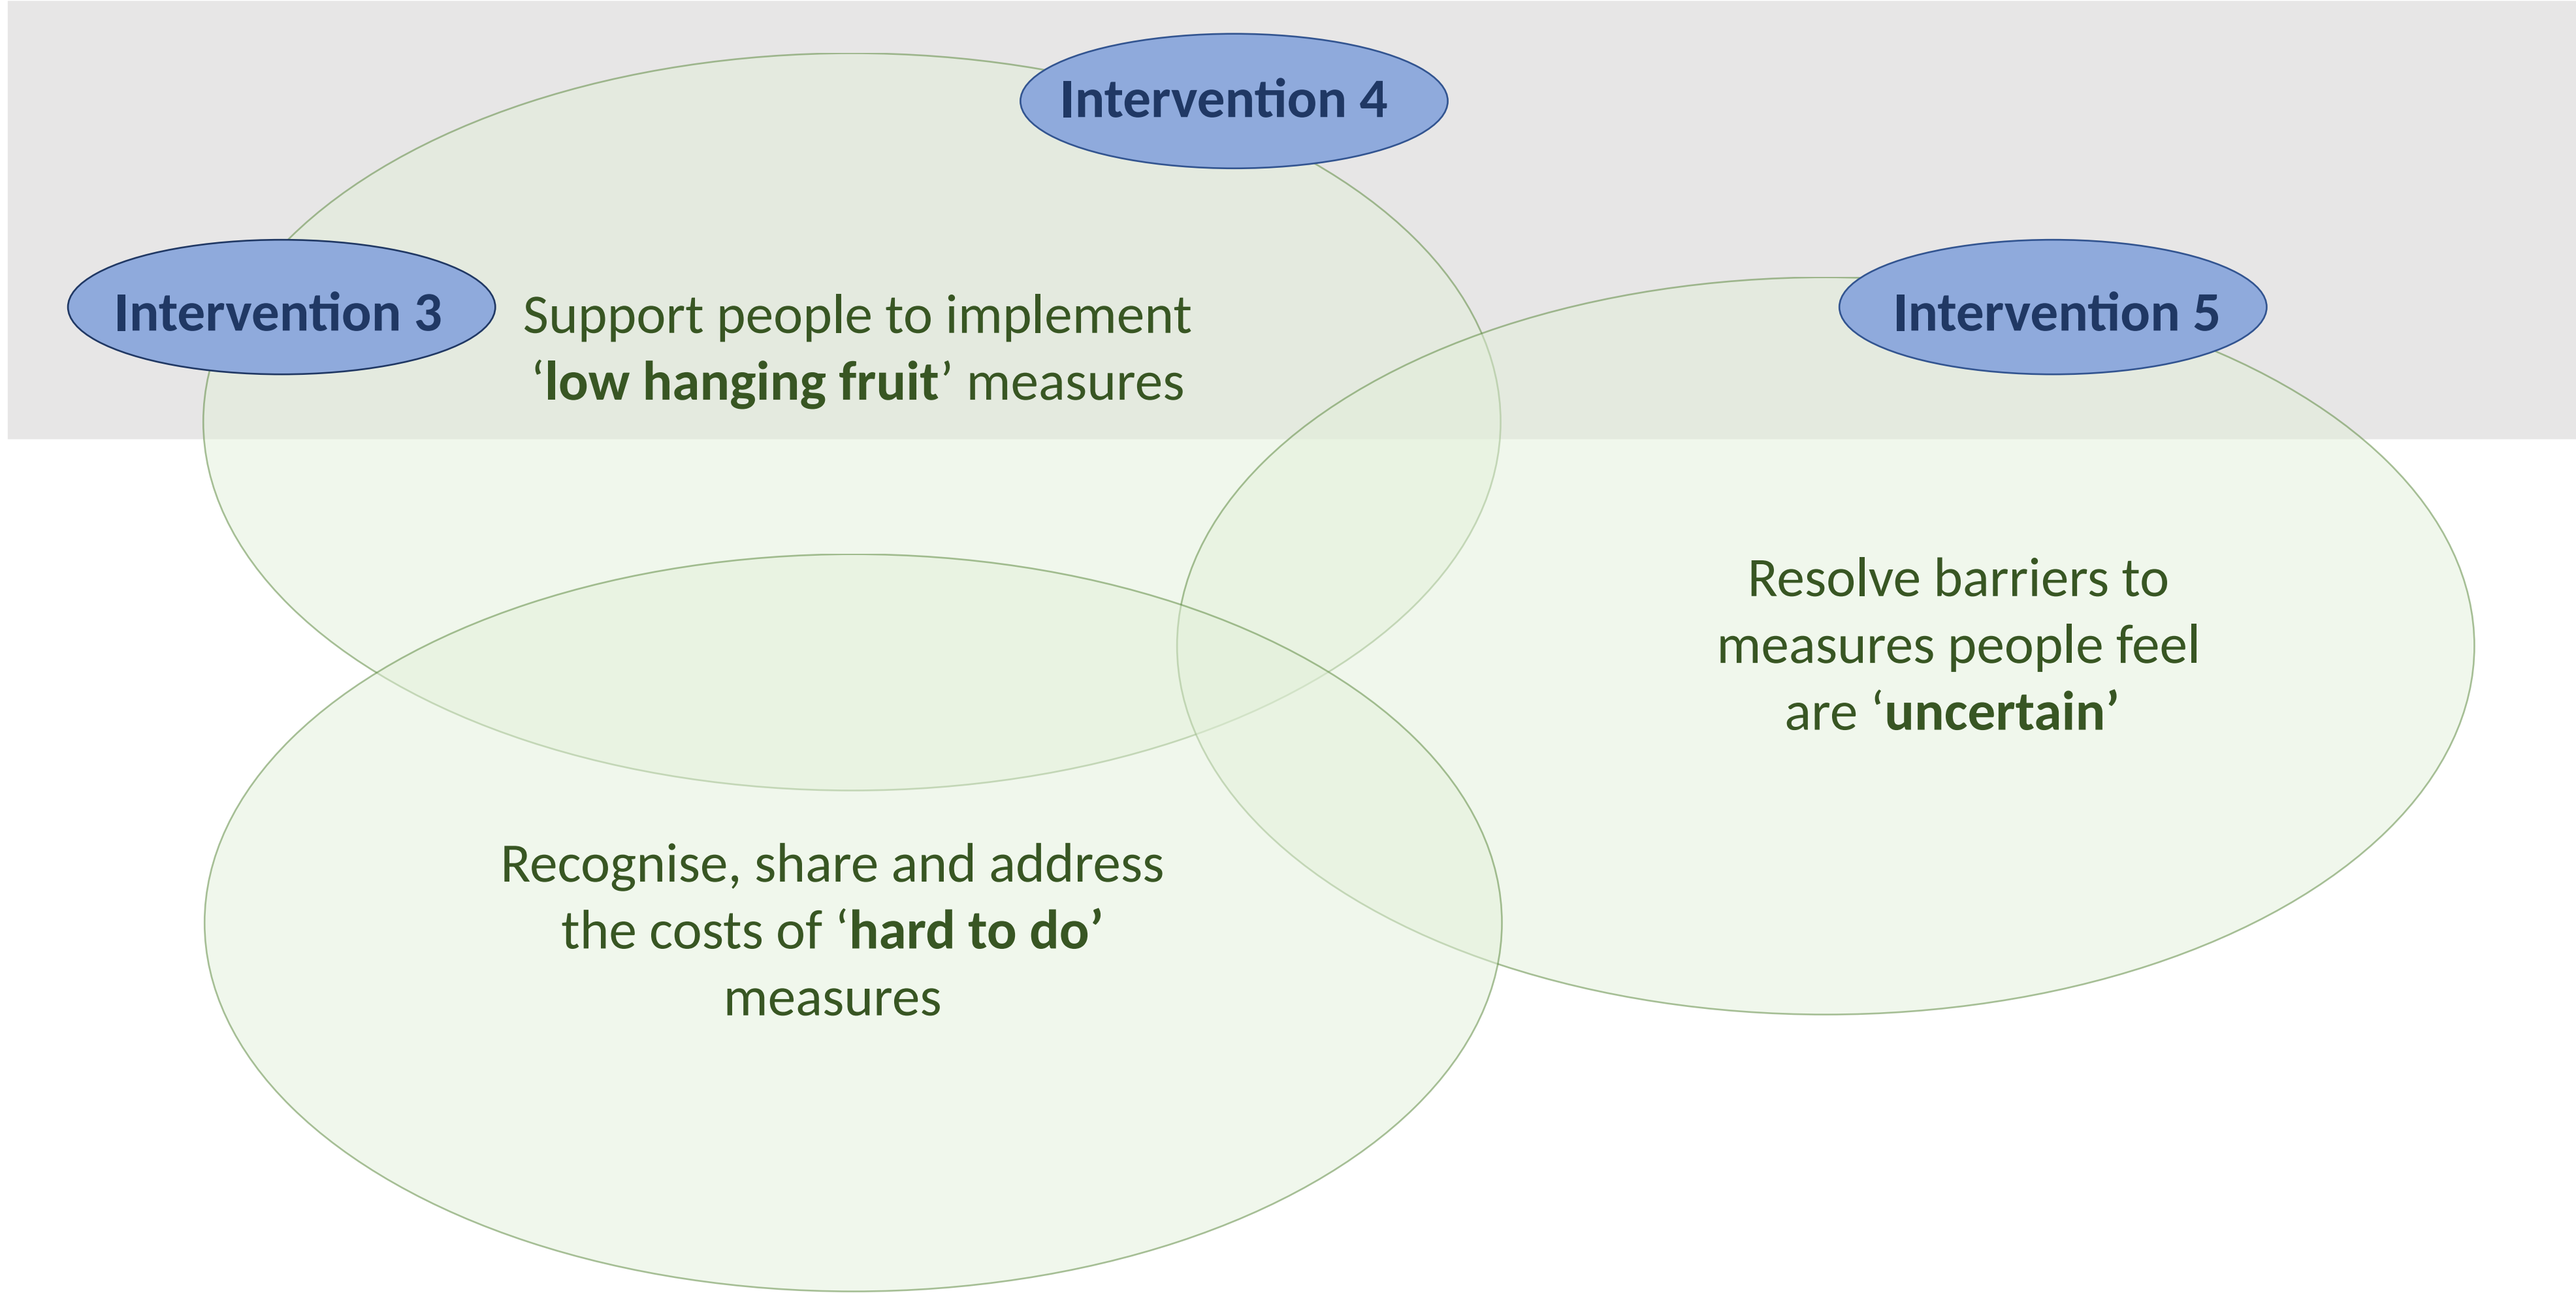 Intervention 4
Intervention 3
Support people to implement
‘low hanging fruit’ measures
Intervention 5
Resolve barriers to
measures people feel
are ‘uncertain’
Recognise, share and address
the costs of ‘hard to do’
measures